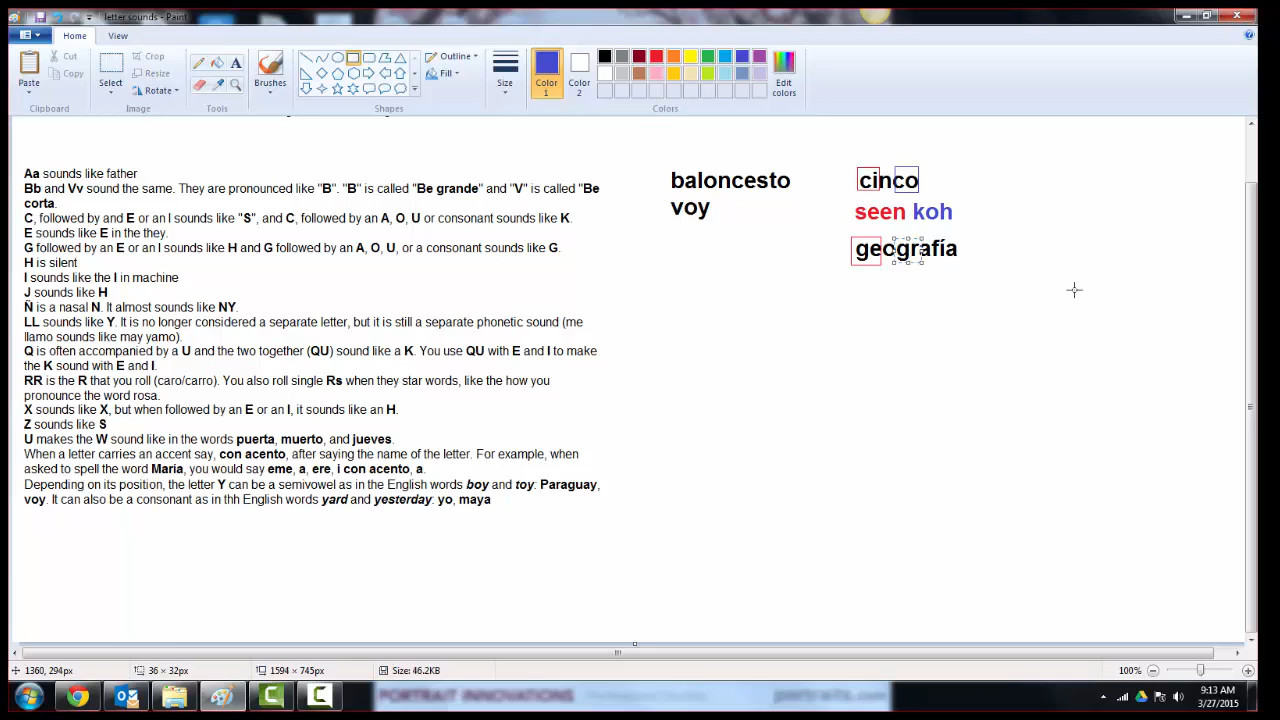 letter sounds - Paint
Home View
Paste
Cut
Copy
Clipboard
Select
Crop
Resize
Rotate
Image
Tools
Brushes
Shapes
Outline
Fill
Size
Color 1
Color 2
Edit colors
Colors
Aa sounds like father
Bb and Vv sound the same. They are pronounced like "B". "B" is called "Be grande" and "V" is called "Be
corta.
C, followed by and E or an I sounds like "S", and C, followed by an A, O, U or consonant sounds like K.
E sounds like E in the they.
G followed by an E or an I sounds like H and G followed by an A, O, U, or a consonant sounds like G.
H is silent
I sounds like the I in machine
J sounds like H
Ñ is a nasal N. It almost sounds like NY.
LL sounds like Y. It is no longer considered a separate letter, but it is still a separate phonetic sound (me
llamo sounds like may yamo).
Q is often accompanied by a U and the two together (QU) sound like a K. You use QU with E and I to make
the K sound with E and I.
RR is the R that you roll (caro/carro). You also roll single Rs when they star words, like the how you
pronounce the word rosa.
X sounds like X, but when followed by an E or an I, it sounds like an H.
Z sounds like S
U makes the W sound like in the words puerta, muerto, and jueves.
When a letter carries an accent say, con acento, after saying the name of the letter. For example, when
asked to spell the word María, you would say eme, a, ere, i con acento, a.
Depending on its position, the letter Y can be a semivowel as in the English words boy and toy: Paraguay,
voy. It can also be a consonant as in thh English words yard and yesterday: yo, maya
baloncesto
voy
cinco
seen koh
geografía
1360, 294px
36 × 32px
1594 × 745px
Size: 46.2KB
100%
9:13 AM
3/27/2015